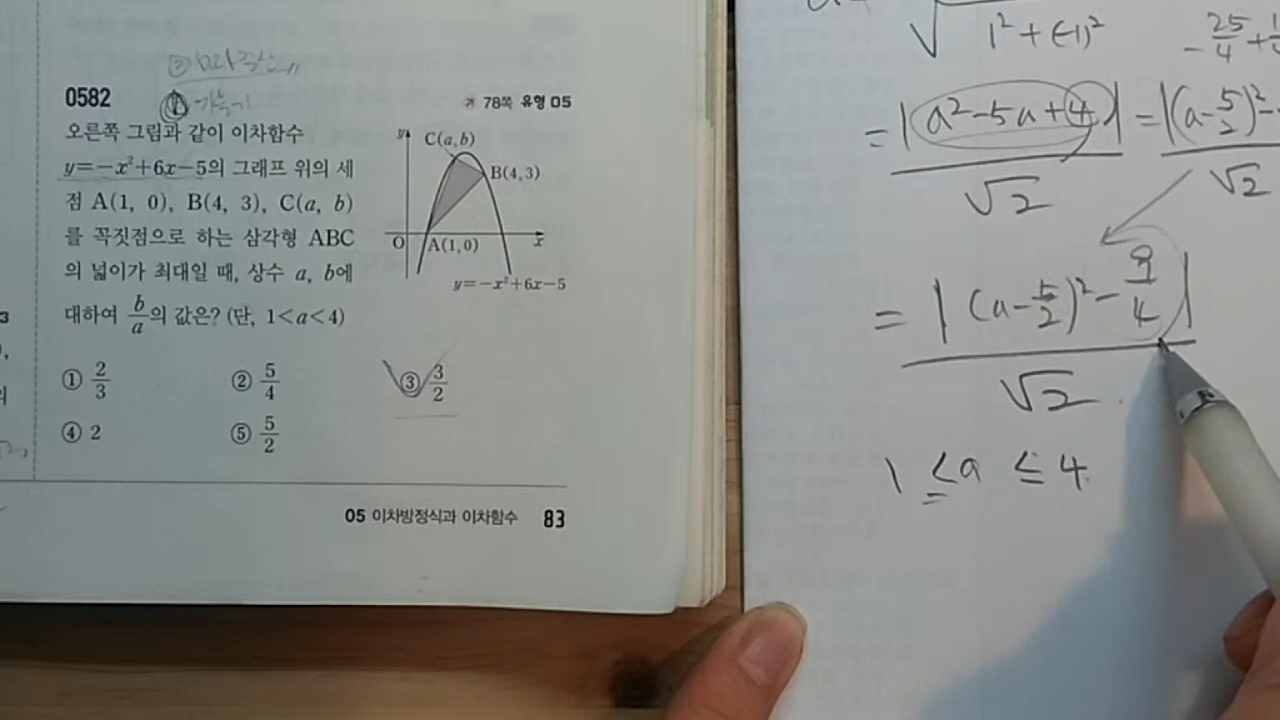 0582
78쪽 유형 05
오른쪽 그림과 같이 이차함수
y=-x²+6x-5의 그래프 위의 세
점 A(1, 0), B(4, 3), C(a, b)
를 꼭짓점으로 하는 삼각형 ABC
의 넓이가 최대일 때, 상수 a, b에
대하여 b/a의 값은? (단, 1<a<4)
y
C(a, b)
B(4, 3)
O
A(1, 0)
x
y=-x²+6x-5
① 2/3
② 5/4
③ 3/2
④ 2
⑤ 5/2
05 이차방정식과 이차함수 83
√1²+(-1)²
=|a²-5a+4|/√2
=|(a-5/2)²-
√2
=|(a-5/2)²-9/4|/√2
1≤a≤4